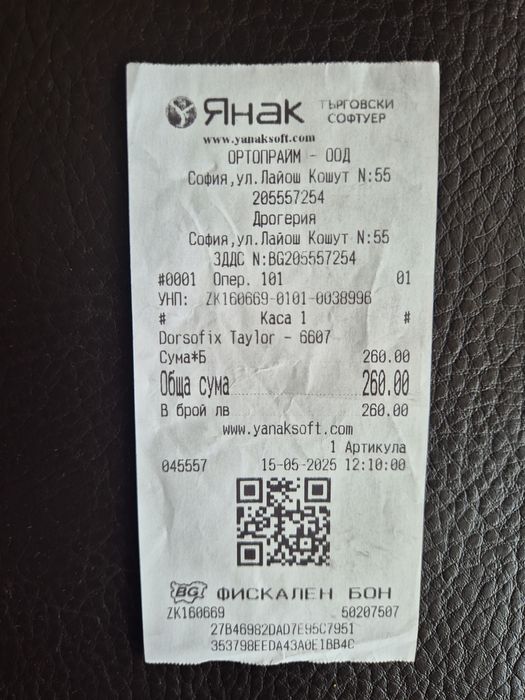 Янак ТЪРГОВСКИ СОФТУЕР
www.yanaksoft.com
ОРТОПРАЙМ - ООД
София,ул.Лайош Кошут N:55
205557254
Дрогерия
София,ул.Лайош Кошут N:55
ЗДДС N:BG205557254
#0001 Опер. 101 01
УНП: ZK160669-0101-0038996
# Каса 1 #
Dorsofix Taylor - 6607
Сума*Б 260.00
Обща сума 260.00
В брой лв 260.00
www.yanaksoft.com
1 Артикула
045557 15-05-2025 12:10:00
BG ФИСКАЛЕН БОН
ZK160669 50207507
27B46982DAD7E95C7951
353798EEDA43A0E1BB4C